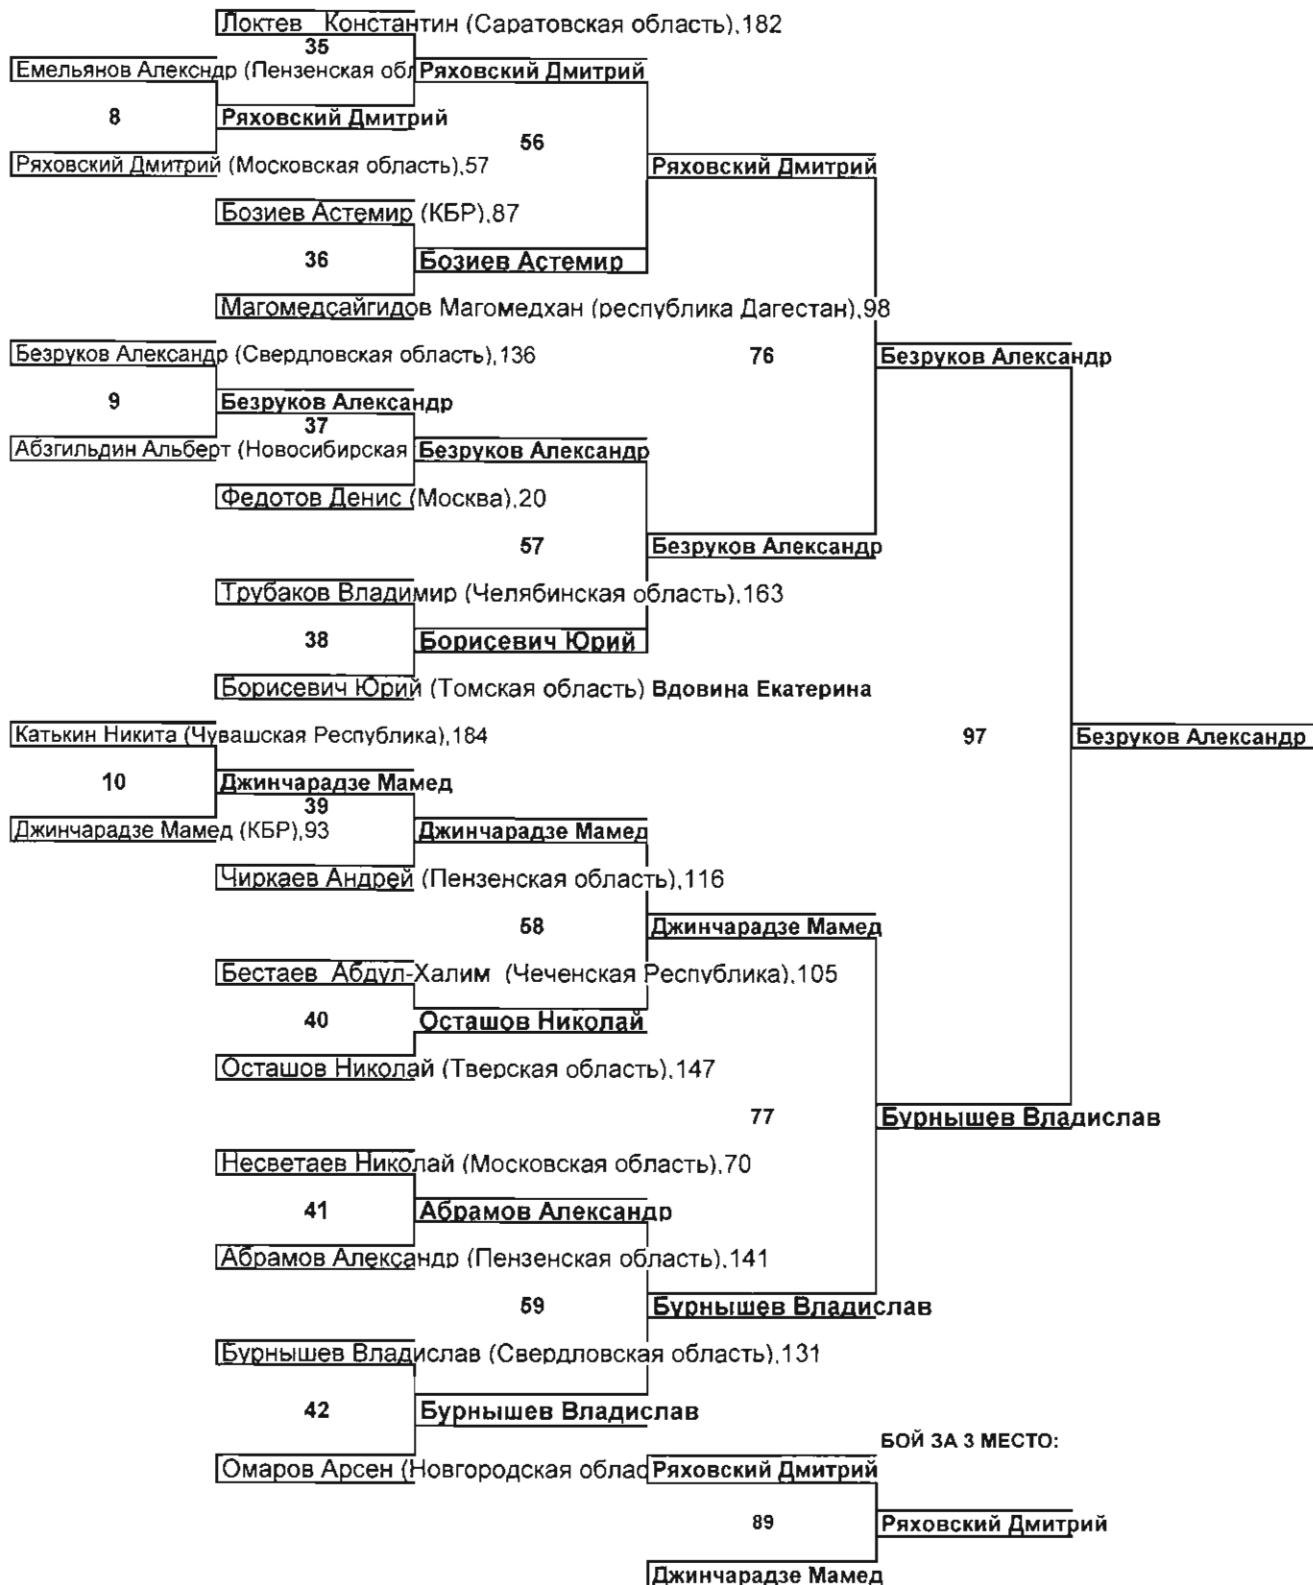 Локтев Константин (Саратовская область),182
35
Емельянов Алексндр (Пензенская обл
Ряховский Дмитрий
8
Ряховский Дмитрий
56
Ряховский Дмитрий (Московская область),57
Ряховский Дмитрий
Бозиев Астемир (КБР),87
36
Бозиев Астемир
Магомедсайгидов Магомедхан (республика Дагестан),98
Безруков Александр (Свердловская область),136
76
Безруков Александр
9
Безруков Александр
37
Абзгильдин Альберт (Новосибирская
Безруков Александр
Федотов Денис (Москва),20
57
Безруков Александр
Трубаков Владимир (Челябинская область),163
38
Борисевич Юрий
Борисевич Юрий (Томская область)
Вдовина Екатерина
Катькин Никита (Чувашская Республика),184
97
Безруков Александр
10
Джинчарадзе Мамед
39
Джинчарадзе Мамед (КБР),93
Джинчарадзе Мамед
Чиркаев Андрей (Пензенская область),116
58
Джинчарадзе Мамед
Бестаев Абдул-Халим (Чеченская Республика),105
40
Осташов Николай
Осташов Николай (Тверская область),147
77
Бурнышев Владислав
Несветаев Николай (Московская область),70
41
Абрамов Александр
Абрамов Александр (Пензенская область),141
59
Бурнышев Владислав
Бурнышев Владислав (Свердловская область),131
42
Бурнышев Владислав
БОЙ ЗА 3 МЕСТО:
Омаров Арсен (Новгородская облас
Ряховский Дмитрий
89
Ряховский Дмитрий
Джинчарадзе Мамед